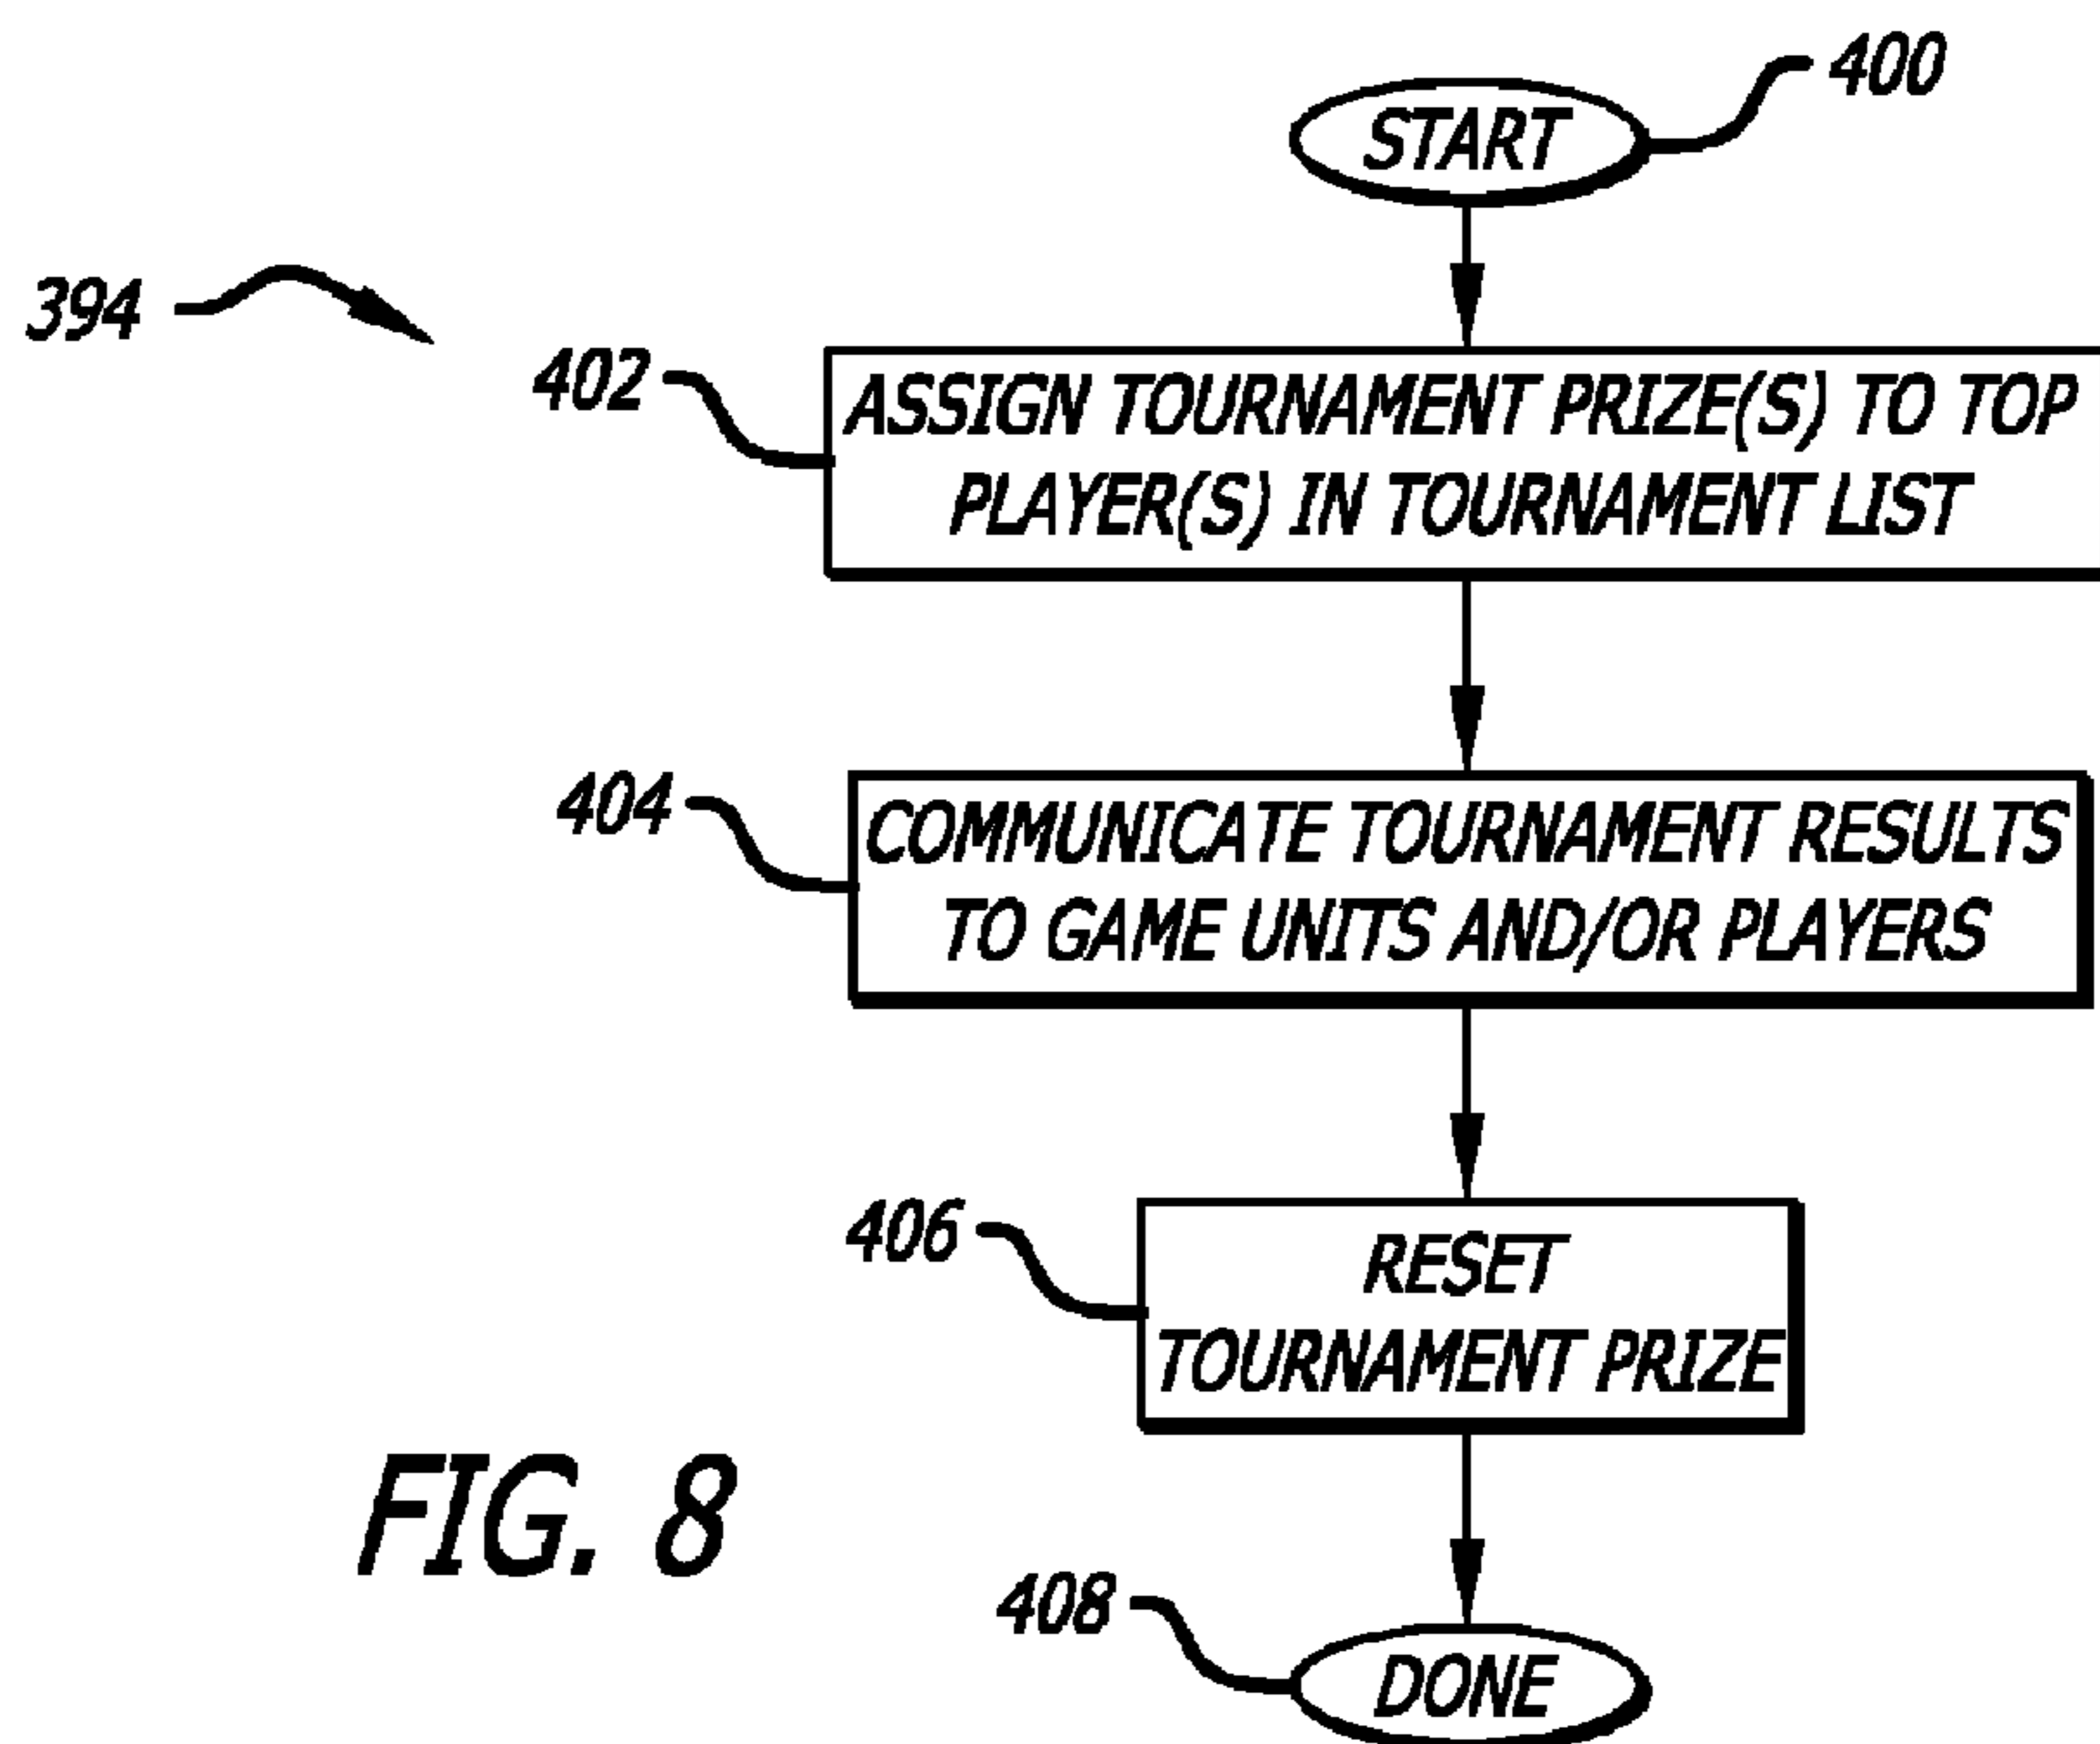 400
START
394
402
ASSIGN TOURNAMENT PRIZE(S) TO TOP
PLAYER(S) IN TOURNAMENT LIST
404
COMMUNICATE TOURNAMENT RESULTS
TO GAME UNITS AND/OR PLAYERS
406
RESET
TOURNAMENT PRIZE
FIG. 8
408
DONE